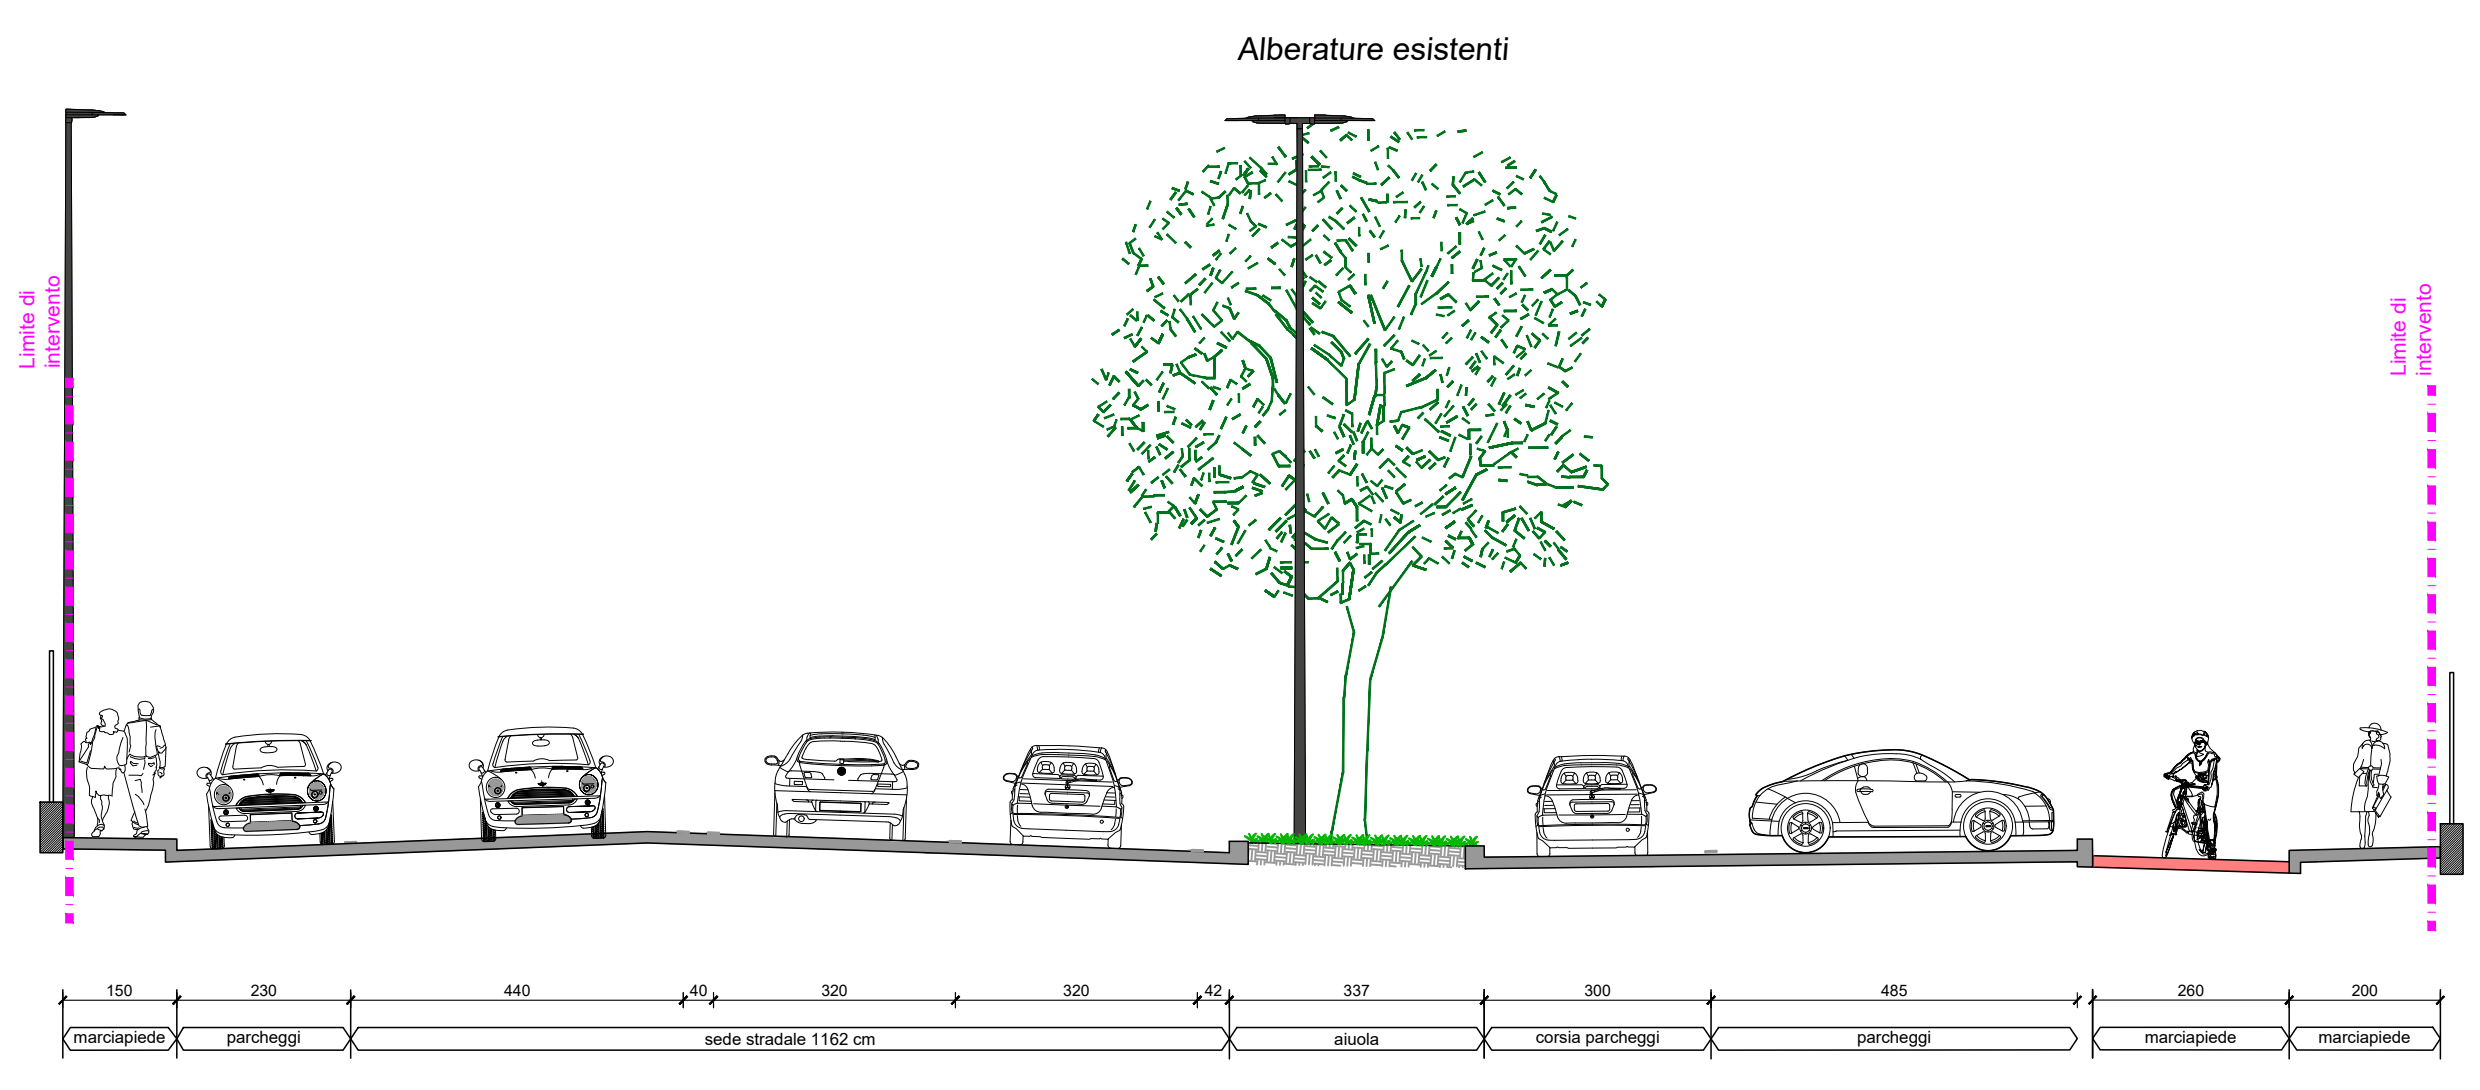 Alberature esistenti
Limite di
intervento
Limite di
intervento
150 230 440 40 320 320 42 337 300 485 260 200
marciapiede parcheggi sede stradale 1162 cm aiuola corsia parcheggi parcheggi marciapiede marciapiede